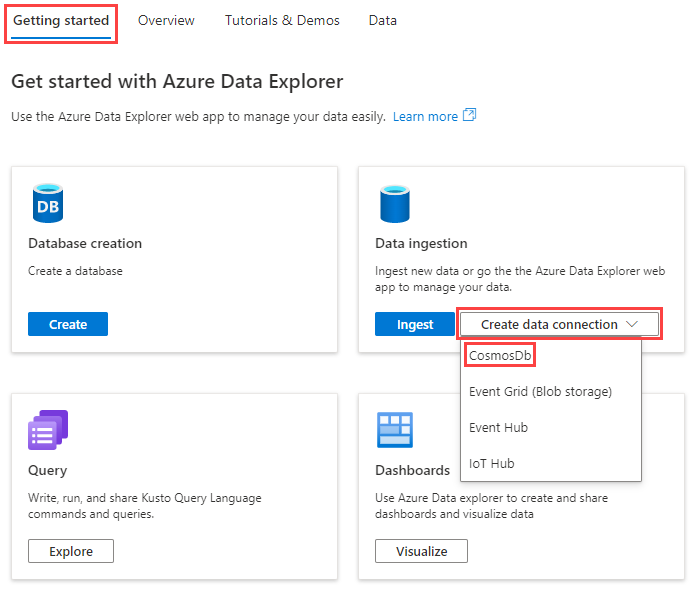 Getting started Overview Tutorials & Demos Data
Get started with Azure Data Explorer
Use the Azure Data Explorer web app to manage your data easily. Learn more
DB
Database creation
Create a database
Create
Data ingestion
Ingest new data or go the the Azure Data Explorer web
app to manage your data.
Ingest Create data connection
CosmosDb
Event Grid (Blob storage)
Event Hub
IoT Hub
Query
Write, run, and share Kusto Query Language
commands and queries.
Explore
Dashboards
Use Azure Data explorer to create and share
dashboards and visualize data
Visualize